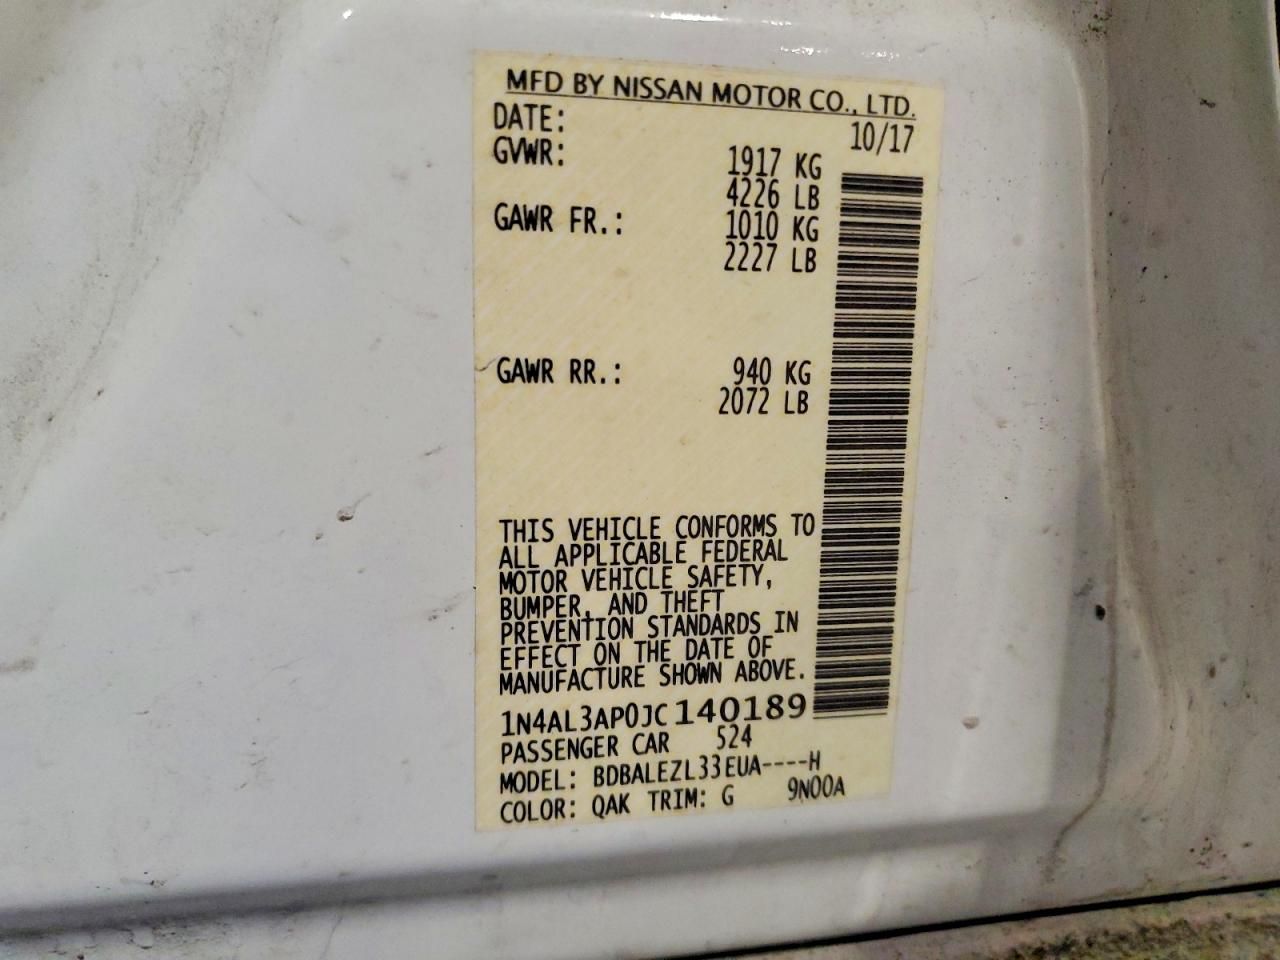 MFD BY NISSAN MOTOR CO., LTD.
DATE: 10/17
GVWR: 1917 KG
4226 LB
GAWR FR.: 1010 KG
2227 LB
GAWR RR.: 940 KG
2072 LB
THIS VEHICLE CONFORMS TO
ALL APPLICABLE FEDERAL
MOTOR VEHICLE SAFETY,
BUMPER, AND THEFT
PREVENTION STANDARDS IN
EFFECT ON THE DATE OF
MANUFACTURE SHOWN ABOVE.
1N4AL3AP0JC140189
PASSENGER CAR 524
MODEL: BDBALEZL33EUA----H
COLOR: QAK TRIM: G 9N00A